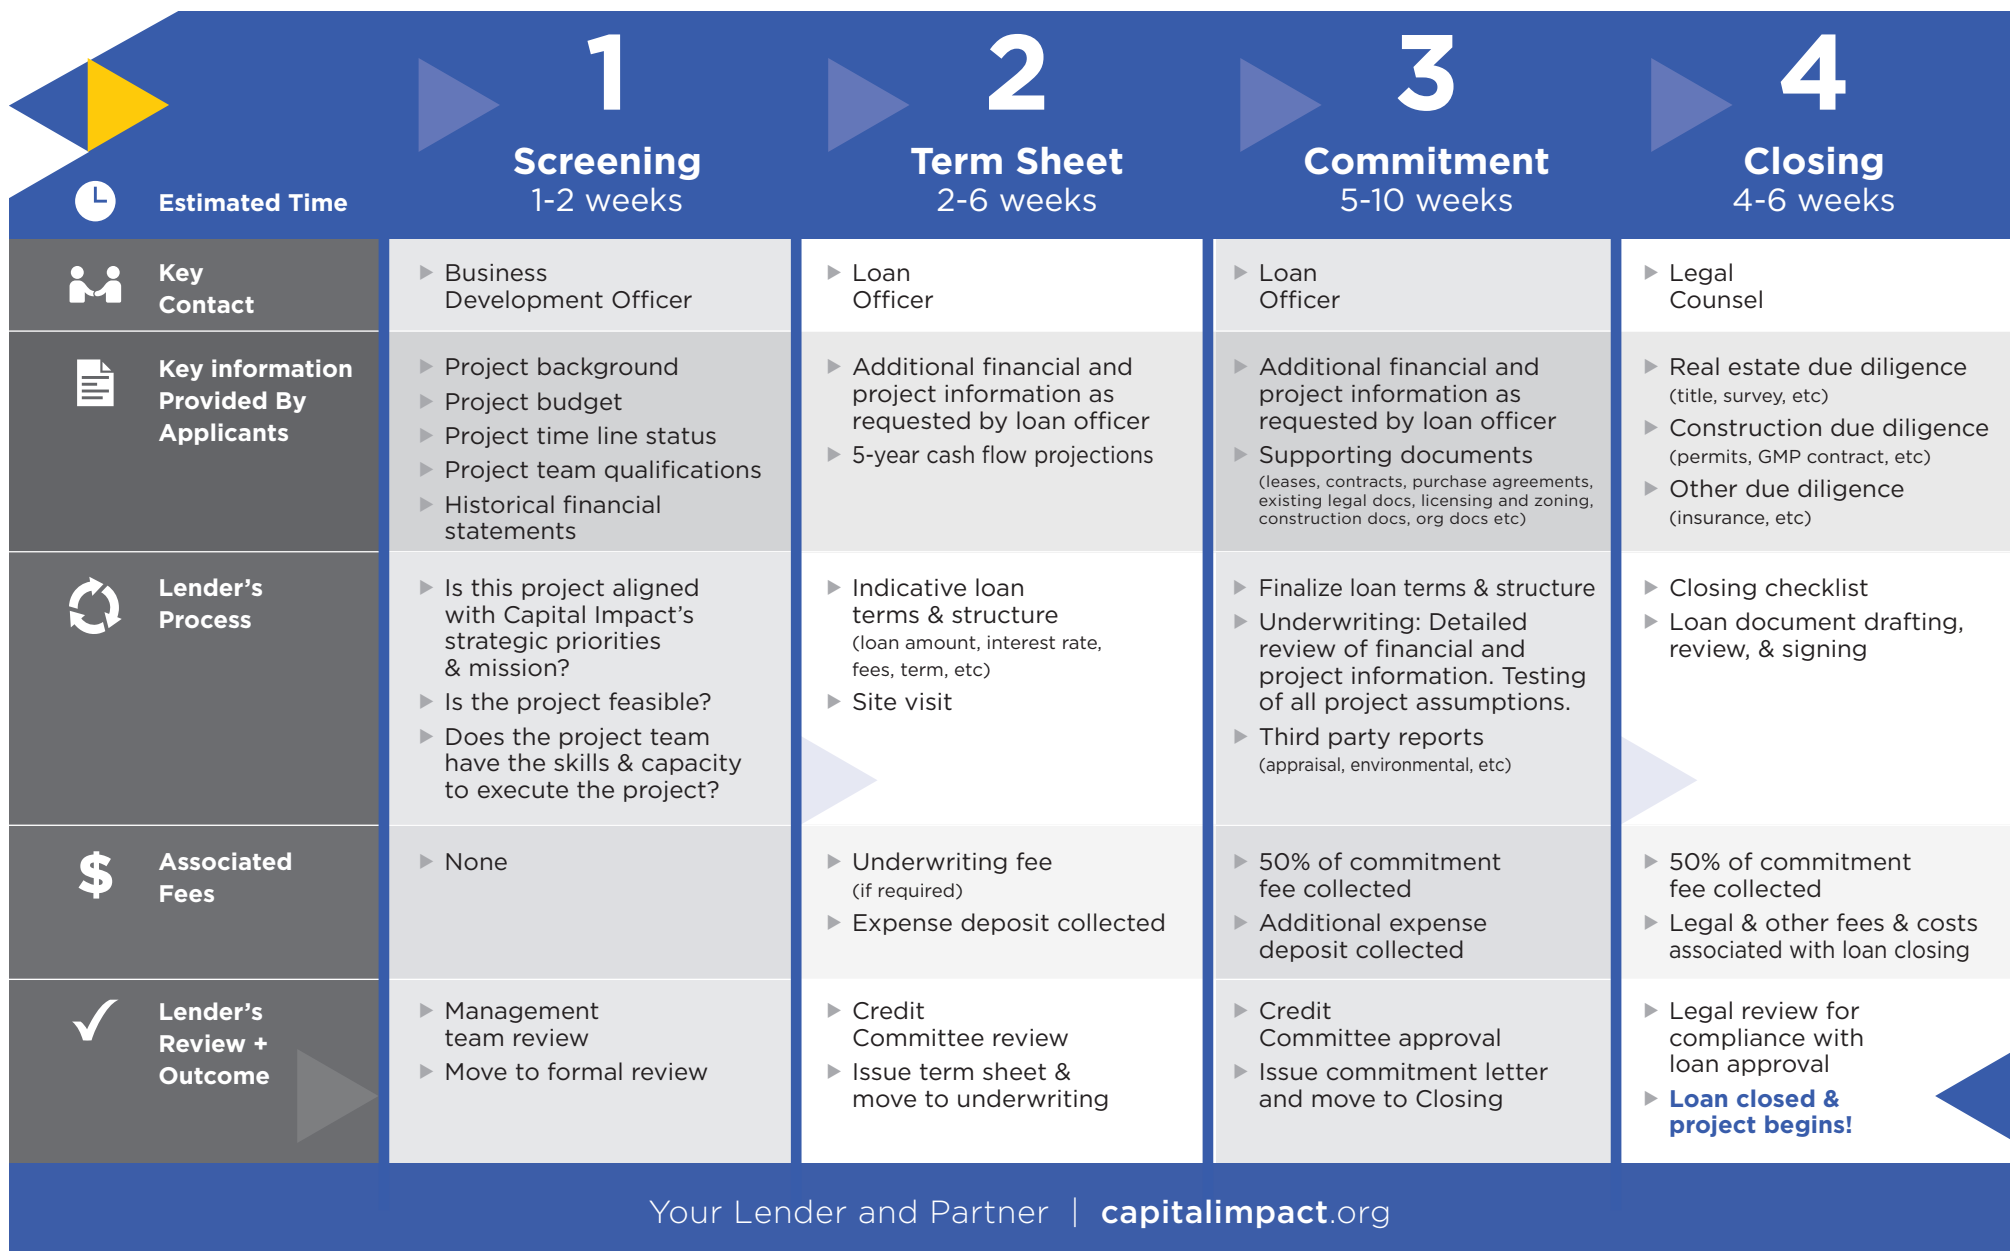 1
2
3
4
Screening
Term Sheet
Commitment
Closing
Estimated Time
1-2 weeks
2-6 weeks
5-10 weeks
4-6 weeks
Key
Contact
Business
Development Officer
Loan
Officer
Loan
Officer
Legal
Counsel
Key information
Provided By
Applicants
Project background
Project budget
Project time line status
Project team qualifications
Historical financial
statements
Additional financial and
project information as
requested by loan officer
5-year cash flow projections
Additional financial and
project information as
requested by loan officer
Supporting documents
(leases, contracts, purchase agreements,
existing legal docs, licensing and zoning,
construction docs, org docs etc)
Real estate due diligence
(title, survey, etc)
Construction due diligence
(permits, GMP contract, etc)
Other due diligence
(insurance, etc)
Lender’s
Process
Is this project aligned
with Capital Impact’s
strategic priorities
& mission?
Is the project feasible?
Does the project team
have the skills & capacity
to execute the project?
Indicative loan
terms & structure
(loan amount, interest rate,
fees, term, etc)
Site visit
Finalize loan terms & structure
Underwriting: Detailed
review of financial and
project information. Testing
of all project assumptions.
Third party reports
(appraisal, environmental, etc)
Closing checklist
Loan document drafting,
review, & signing
$
Associated
Fees
None
Underwriting fee
(if required)
Expense deposit collected
50% of commitment
fee collected
Additional expense
deposit collected
50% of commitment
fee collected
Legal & other fees & costs
associated with loan closing
Lender’s
Review +
Outcome
Management
team review
Move to formal review
Credit
Committee review
Issue term sheet &
move to underwriting
Credit
Committee approval
Issue commitment letter
and move to Closing
Legal review for
compliance with
loan approval
Loan closed &
project begins!
Your Lender and Partner | capitalimpact.org